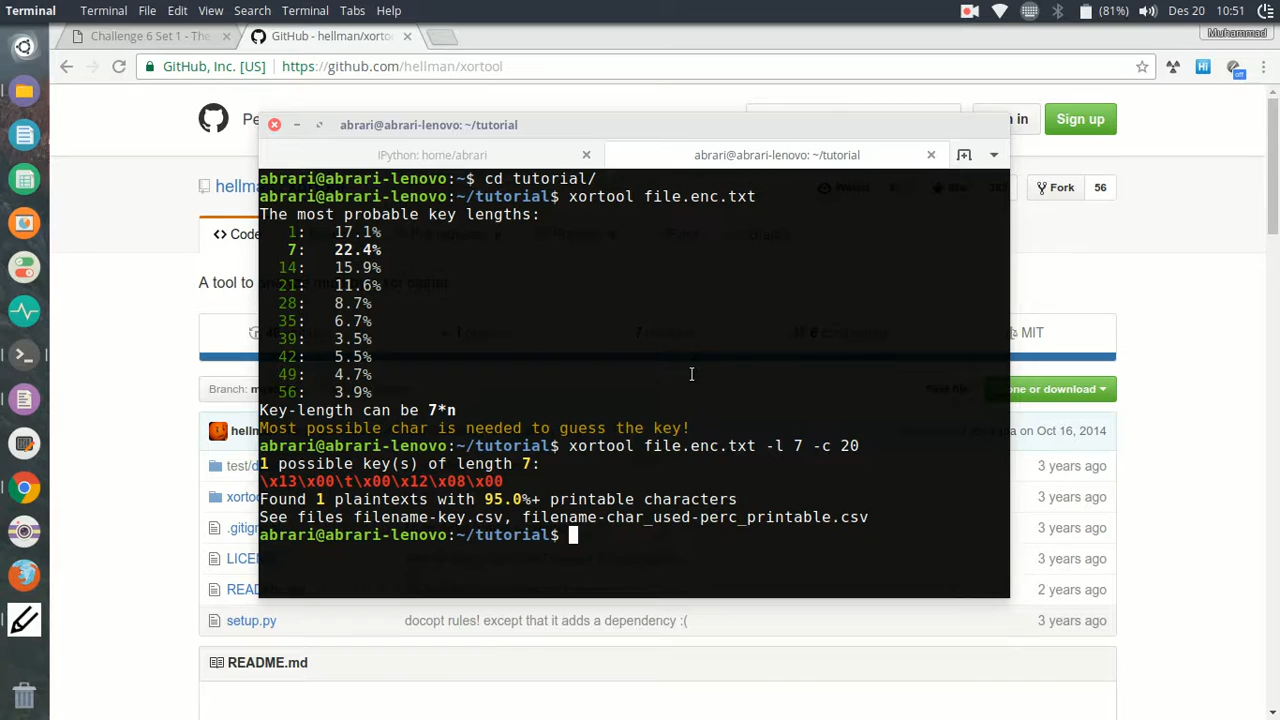 Terminal Terminal File Edit View Search Terminal Tabs Help (81%) Des 20 10:51
Challenge 6 Set 1 - The GitHub - hellman/xortoo Muhammad
GitHub, Inc. [US] https://github.com/hellman/xortool
Sign up
abrari@abrari-lenovo: ~/tutorial
IPython: home/abrari abrari@abrari-lenovo: ~/tutorial
abrari@abrari-lenovo:~$ cd tutorial/
abrari@abrari-lenovo:~/tutorial$ xortool file.enc.txt
The most probable key lengths:
1: 17.1%
7: 22.4%
14: 15.9%
21: 11.6%
28: 8.7%
35: 6.7%
39: 3.5%
42: 5.5%
49: 4.7%
56: 3.9%
Key-length can be 7*n
Most possible char is needed to guess the key!
abrari@abrari-lenovo:~/tutorial$ xortool file.enc.txt -l 7 -c 20
1 possible key(s) of length 7:
\x13\x00\t\x00\x12\x08\x00
Found 1 plaintexts with 95.0%+ printable characters
See files filename-key.csv, filename-char_used-perc_printable.csv
abrari@abrari-lenovo:~/tutorial$
Fork 56
A tool to
MIT
Branch:
on Oct 16, 2014
test/ 3 years ago
3 years ago
.gitign 3 years ago
LICE 3 years ago
READ 2 years ago
setup.py docopt rules! except that it adds a dependency :( 3 years ago
README.md